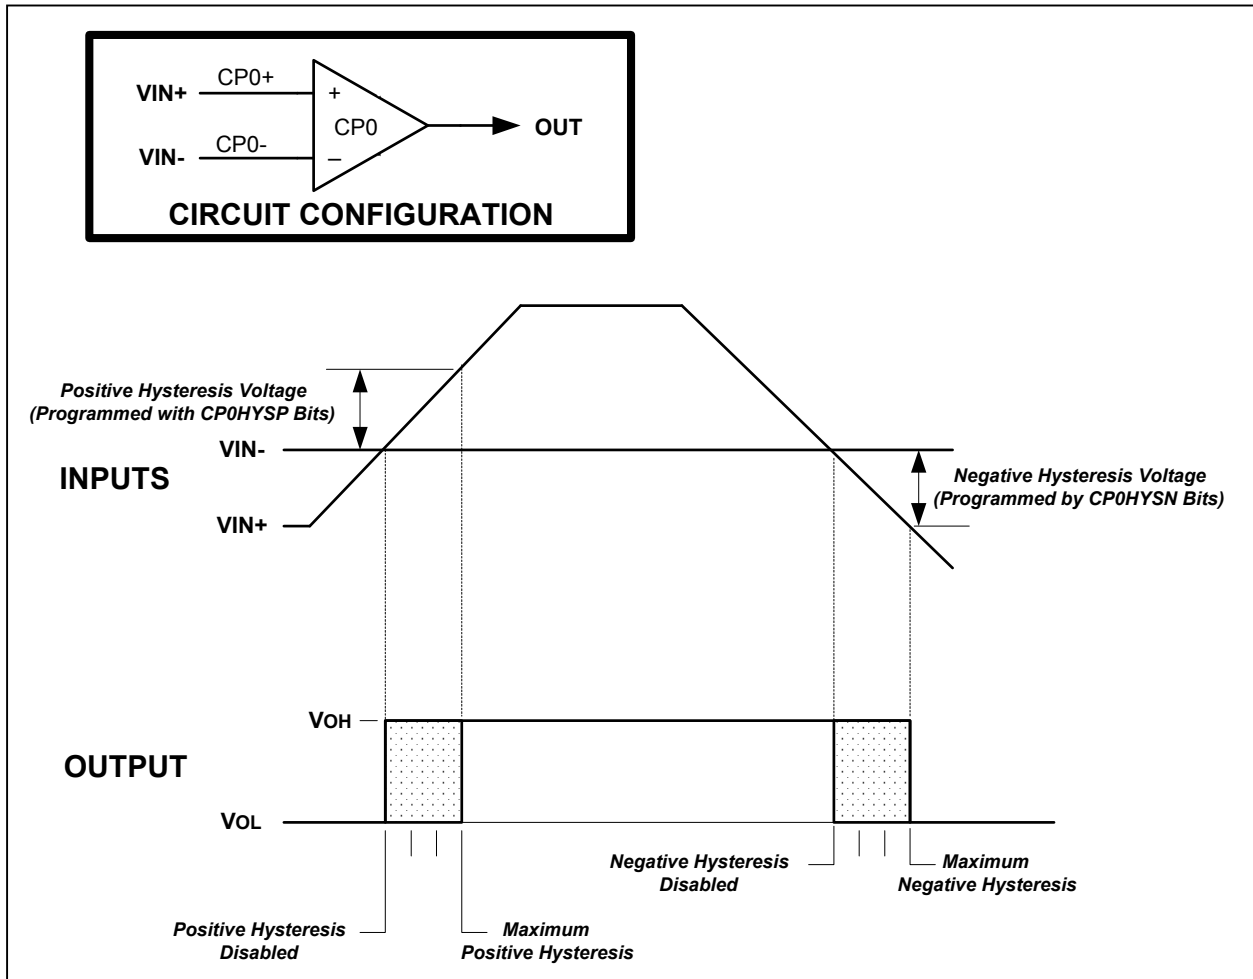 VIN+
CP0+
+
CP0
OUT
VIN-
CP0-
–
CIRCUIT CONFIGURATION
Positive Hysteresis Voltage
(Programmed with CP0HYSP Bits)
VIN-
INPUTS
VIN+
Negative Hysteresis Voltage
(Programmed by CP0HYSN Bits)
VOH
OUTPUT
VOL
Negative Hysteresis
Disabled
Maximum
Negative Hysteresis
Positive Hysteresis
Disabled
Maximum
Positive Hysteresis